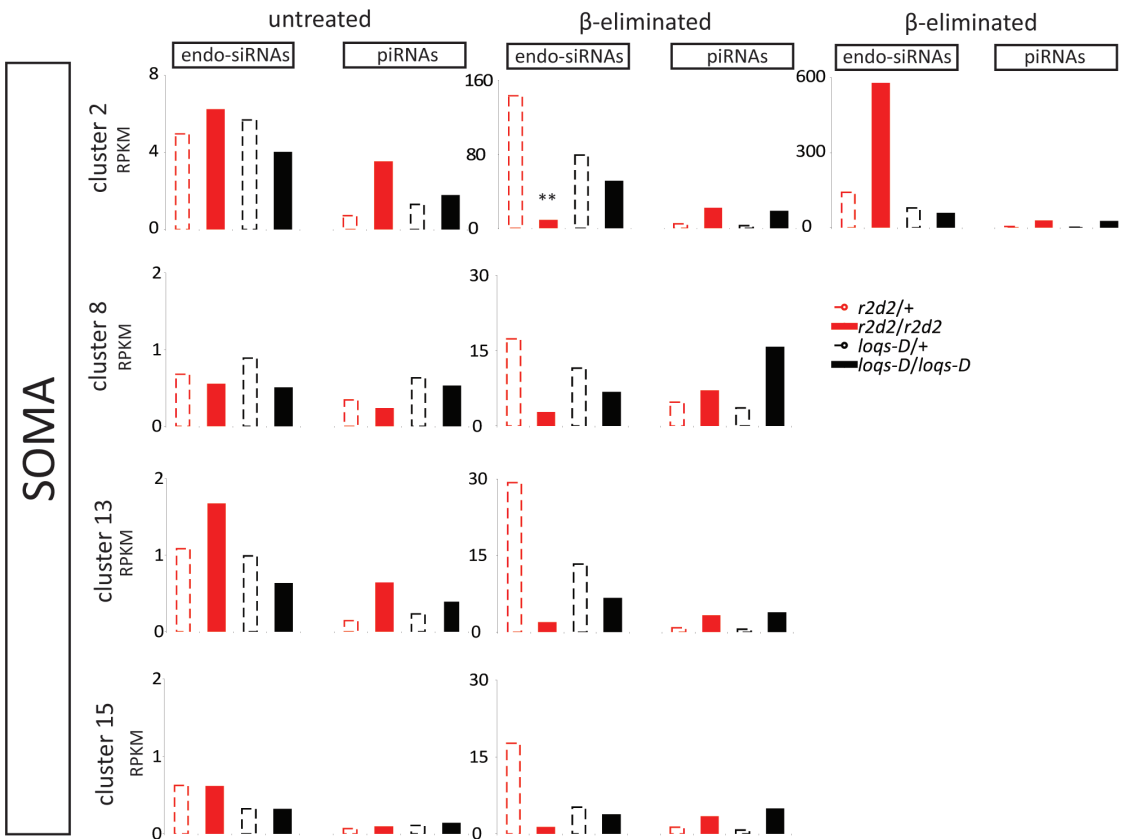 untreated
β-eliminated
β-eliminated
endo-siRNAs
piRNAs
endo-siRNAs
piRNAs
endo-siRNAs
piRNAs
SOMA
cluster 2
RPKM
8
4
0
160
80
0
**
600
300
0
cluster 8
RPKM
2
1
0
30
15
0
r2d2/+
r2d2/r2d2
loqs-D/+
loqs-D/loqs-D
cluster 13
RPKM
2
1
0
30
15
0
cluster 15
RPKM
2
1
0
30
15
0